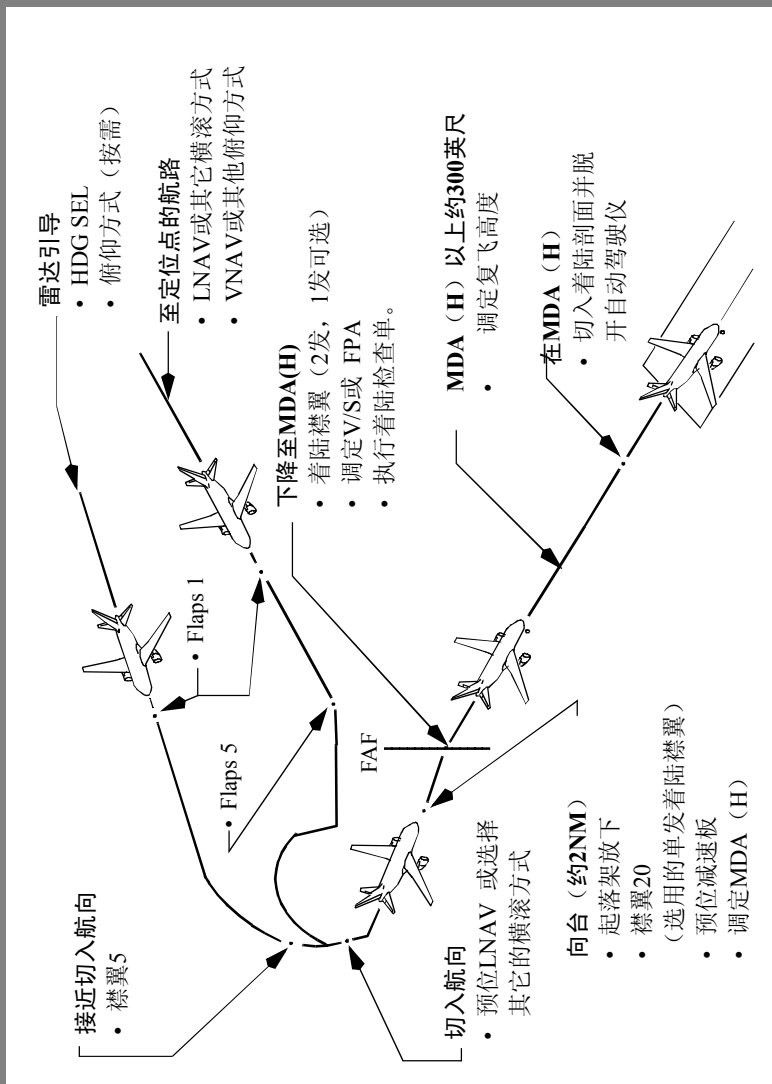 雷达引导
• HDG SEL
• 俯仰方式（按需）
至定位点的航路
• LNAV或其它横滚方式
• VNAV或其他俯仰方式
• Flaps 1
• Flaps 5
接近切入航向
• 襟翼5
切入航向
• 预位LNAV 或选择
其它的横滚方式
向台（约2NM）
• 起落架放下
• 襟翼20
(选用的单发着陆襟翼)
• 预位减速板
• 调定MDA（H）
FAF
下降至MDA(H)
• 着陆襟翼（2发，1发可选）
• 调定V/S或 FPA
• 执行着陆检查单。
MDA（H）以上约300英尺
• 调定复飞高度
在MDA（H）
• 切入着陆剖面并脱
开自动驾驶仪